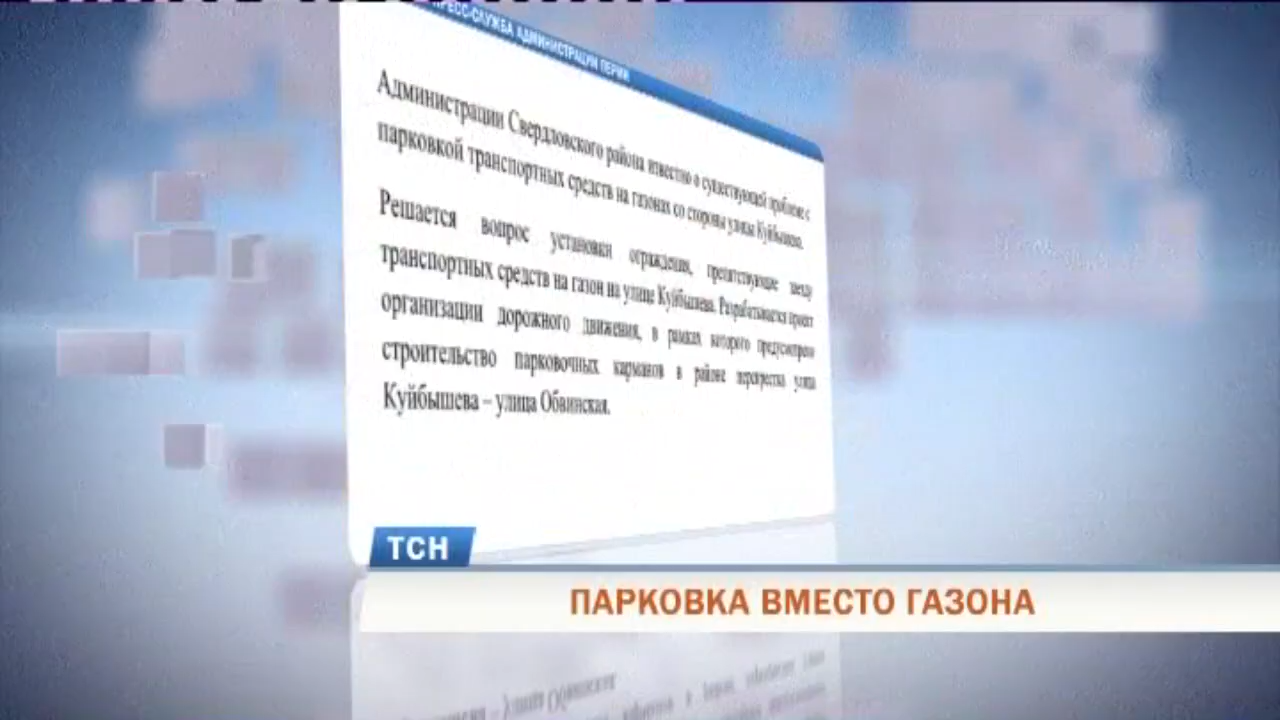 ПРЕСС-СЛУЖБА АДМИНИСТРАЦИИ ПЕРМИ
Администрации Свердловского района известно о существующей проблеме с
парковкой транспортных средств на газонах со стороны улицы Куйбышева.
Решается вопрос установки ограждения, препятствующие заезду
транспортных средств на газон на улице Куйбышева. Разрабатывается проект
организации дорожного движения, в рамках которого предусмотрено
строительство парковочных карманов в районе перекрестка улица
Куйбышева – улица Обвинская.
ТСН
ПАРКОВКА ВМЕСТО ГАЗОНА